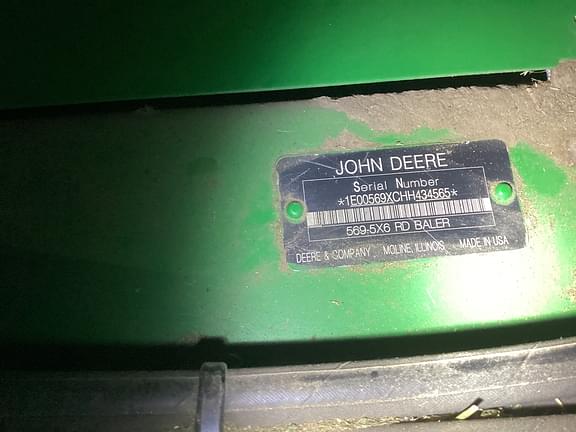 JOHN DEERE
Serial Number
*1E00569XCHH434565*
569-5X6 RD BALER
DEERE & COMPANY MOLINE, ILLINOIS MADE IN USA